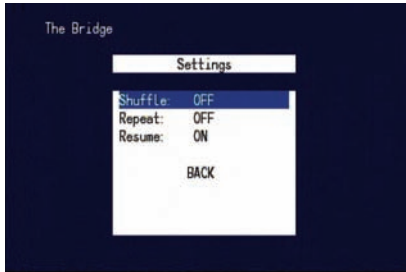 The Bridge
Settings
Shuffle: OFF
Repeat: OFF
Resume: ON
BACK